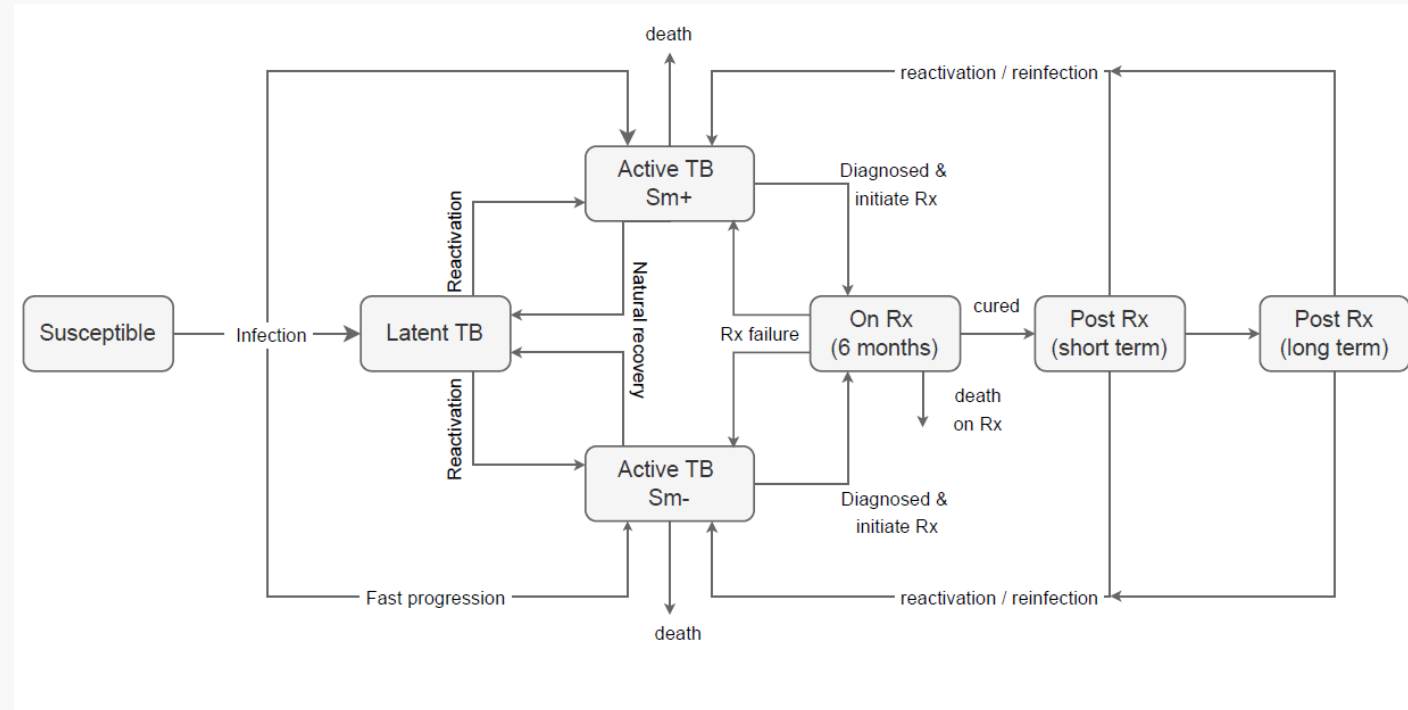 death
reactivation / reinfection
Active TB
Sm+
Diagnosed &
initiate Rx
Reactivation
Natural recovery
Susceptible
Infection
Latent TB
Rx failure
On Rx
(6 months)
cured
Post Rx
(short term)
Post Rx
(long term)
death
on Rx
Reactivation
Active TB
Sm-
Diagnosed &
initiate Rx
Fast progression
reactivation / reinfection
death